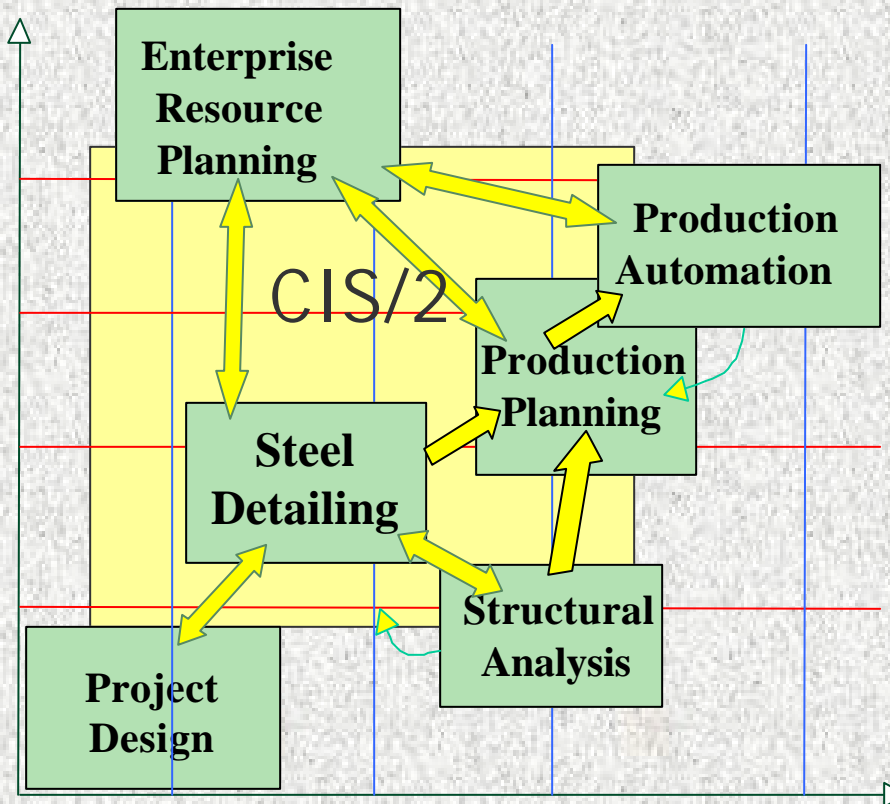 Enterprise
Resource
Planning
Production
Automation
CIS/2
Production
Planning
Steel
Detailing
Structural
Analysis
Project
Design